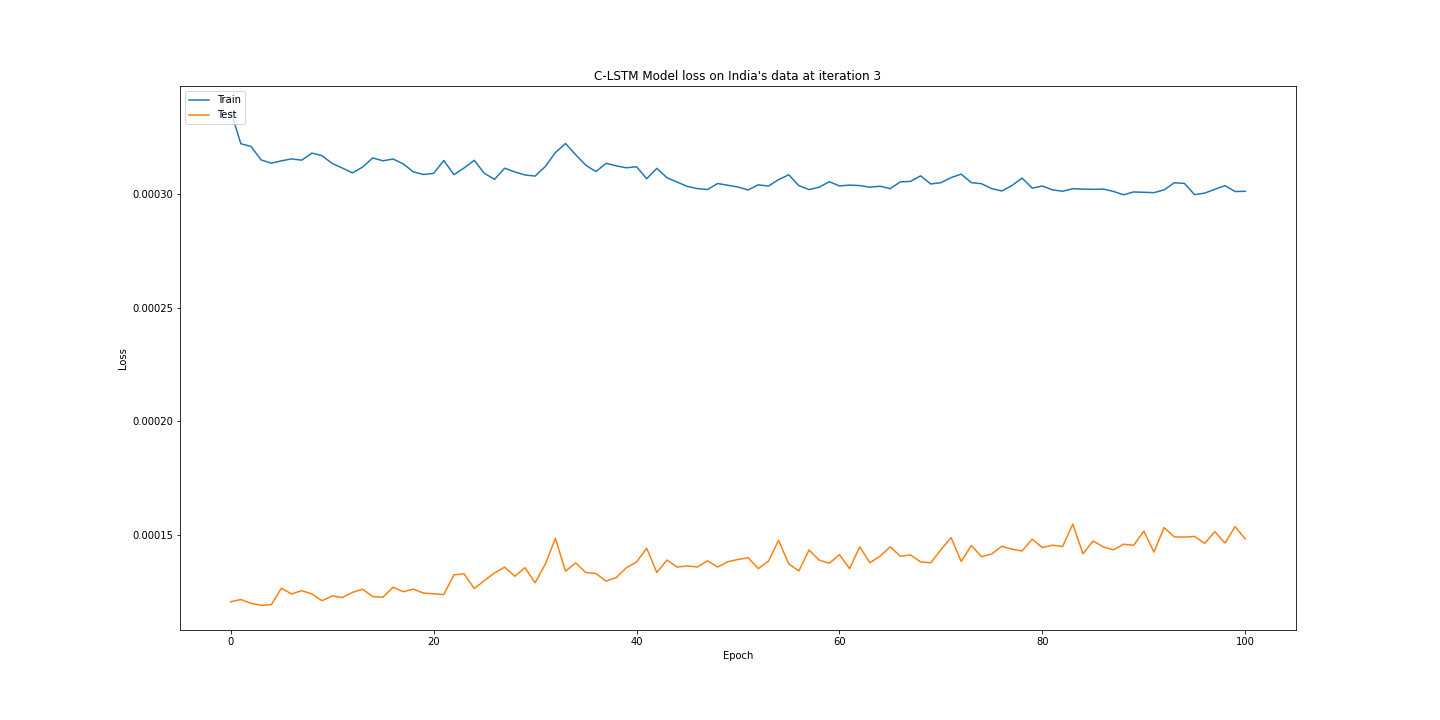 C-LSTM Model loss on India's data at iteration 3
Train
Test
0.00030
0.00025
0.00020
0.00015
Loss
0 20 40 60 80 100
Epoch